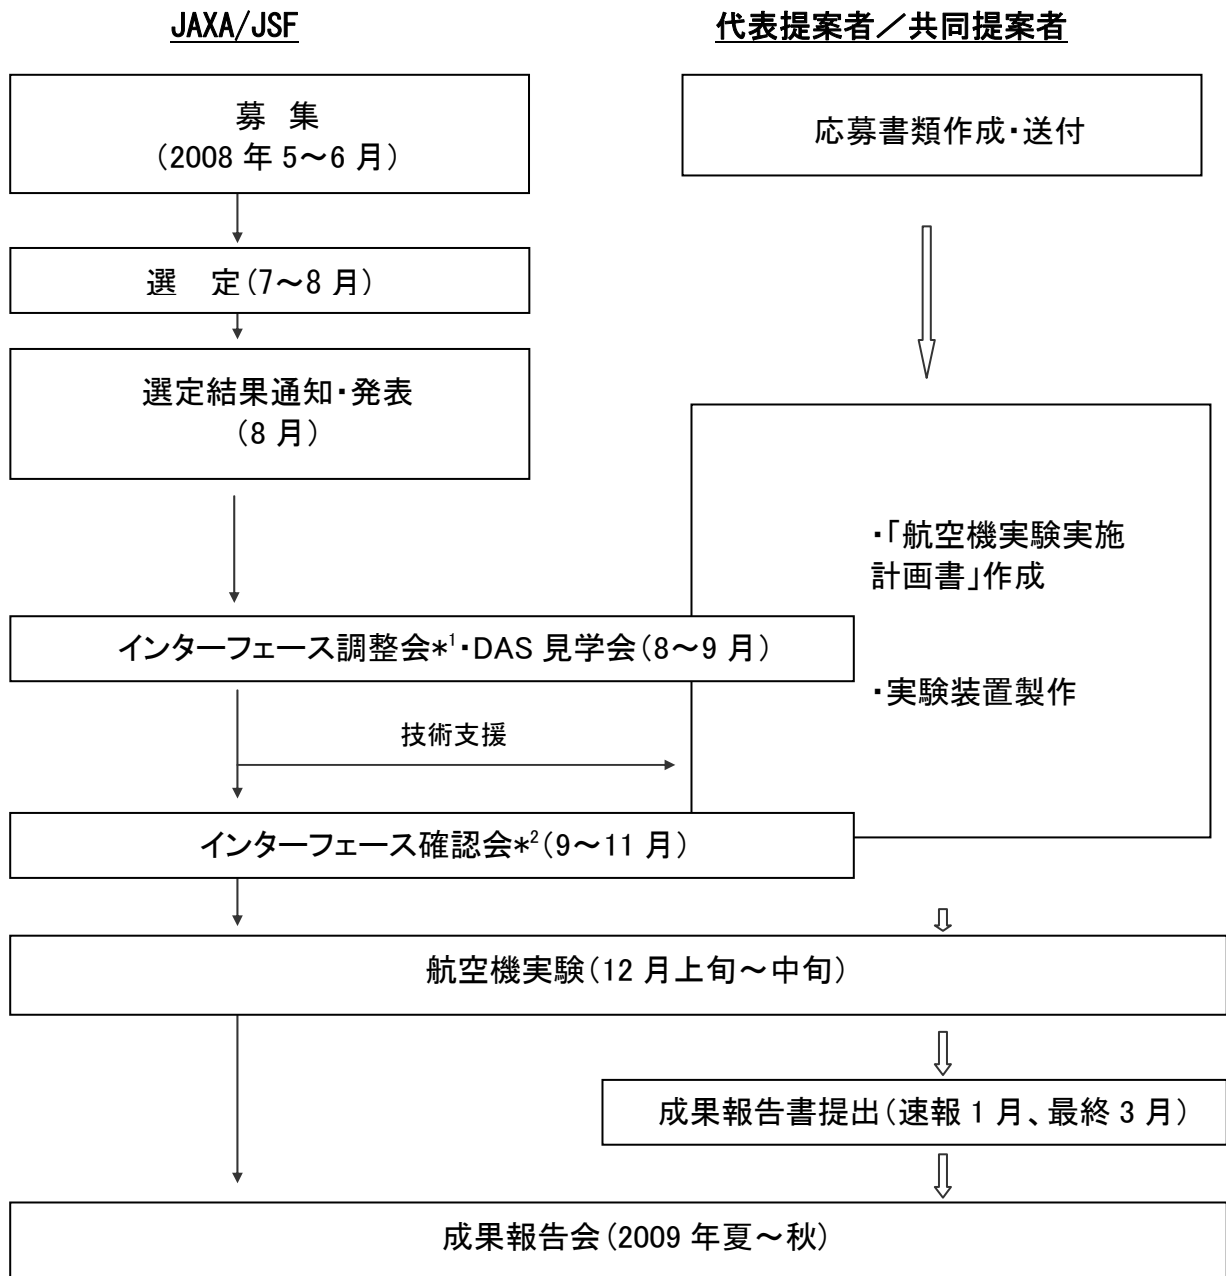 JAXA/JSF
代表提案者／共同提案者
募 集
（2008 年 5～6 月）
応募書類作成・送付
選 定（7～8 月）
選定結果通知・発表
（8 月）
・「航空機実験実施
計画書」作成
インターフェース調整会*¹・DAS 見学会（8～9 月）
・実験装置製作
技術支援
インターフェース確認会*²（9～11 月）
航空機実験（12 月上旬～中旬）
成果報告書提出（速報 1 月、最終 3 月）
成果報告会（2009 年夏～秋）